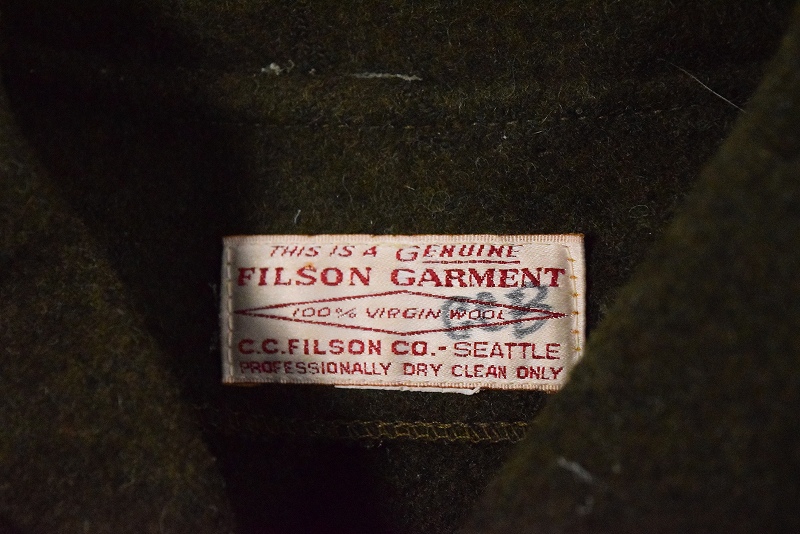 THIS IS A GENUINE
FILSON GARMENT
100% VIRGIN WOOL
C.C. FILSON CO. - SEATTLE
PROFESSIONALLY DRY CLEAN ONLY